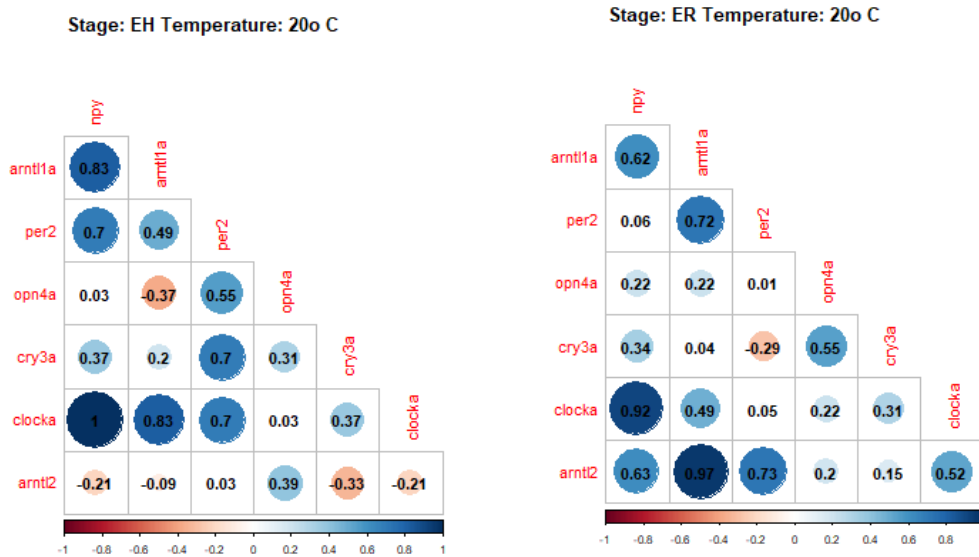 Stage: EH Temperature: 20o C
npy
arntl1a 0.83 arntl1a
per2 0.7 0.49 per2
opn4a 0.03 -0.37 0.55 opn4a
cry3a 0.37 0.2 0.7 0.31 cry3a
clocka 1 0.83 0.7 0.03 0.37 clocka
arntl2 -0.21 -0.09 0.03 0.39 -0.33 -0.21
-1 -0.8 -0.6 -0.4 -0.2 0 0.2 0.4 0.6 0.8 1
Stage: ER Temperature: 20o C
npy
arntl1a 0.62 arntl1a
per2 0.06 0.72 per2
opn4a 0.22 0.22 0.01 opn4a
cry3a 0.34 0.04 -0.29 0.55 cry3a
clocka 0.92 0.49 0.05 0.22 0.31 clocka
arntl2 0.63 0.97 0.73 0.2 0.15 0.52
-1 -0.8 -0.6 -0.4 -0.2 0 0.2 0.4 0.6 0.8